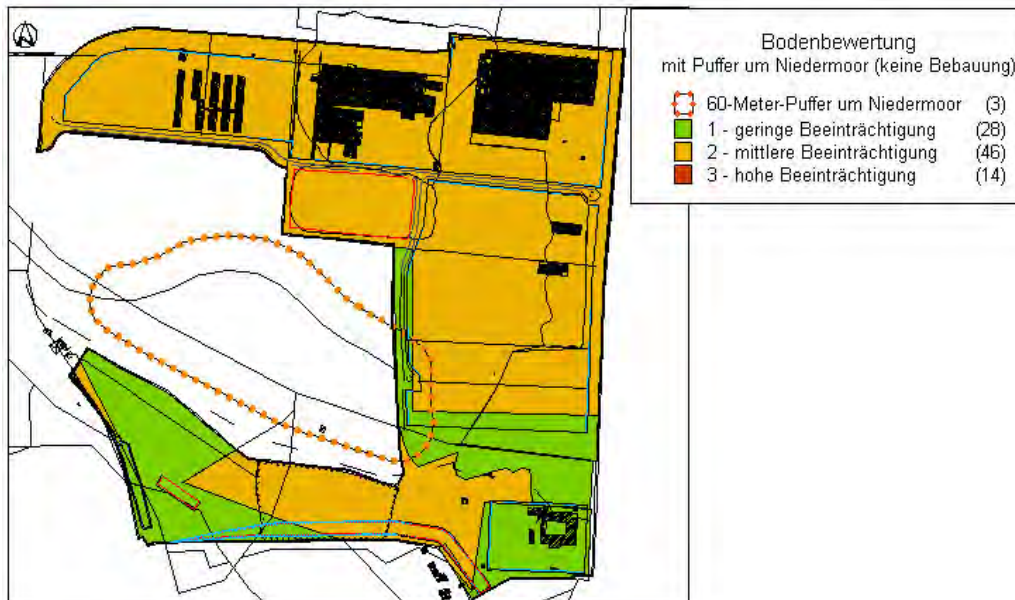 Bodenbewertung
mit Puffer um Niedermoor (keine Bebauung)
60-Meter-Puffer um Niedermoor (3)
1 - geringe Beeinträchtigung (28)
2 - mittlere Beeinträchtigung (46)
3 - hohe Beeinträchtigung (14)